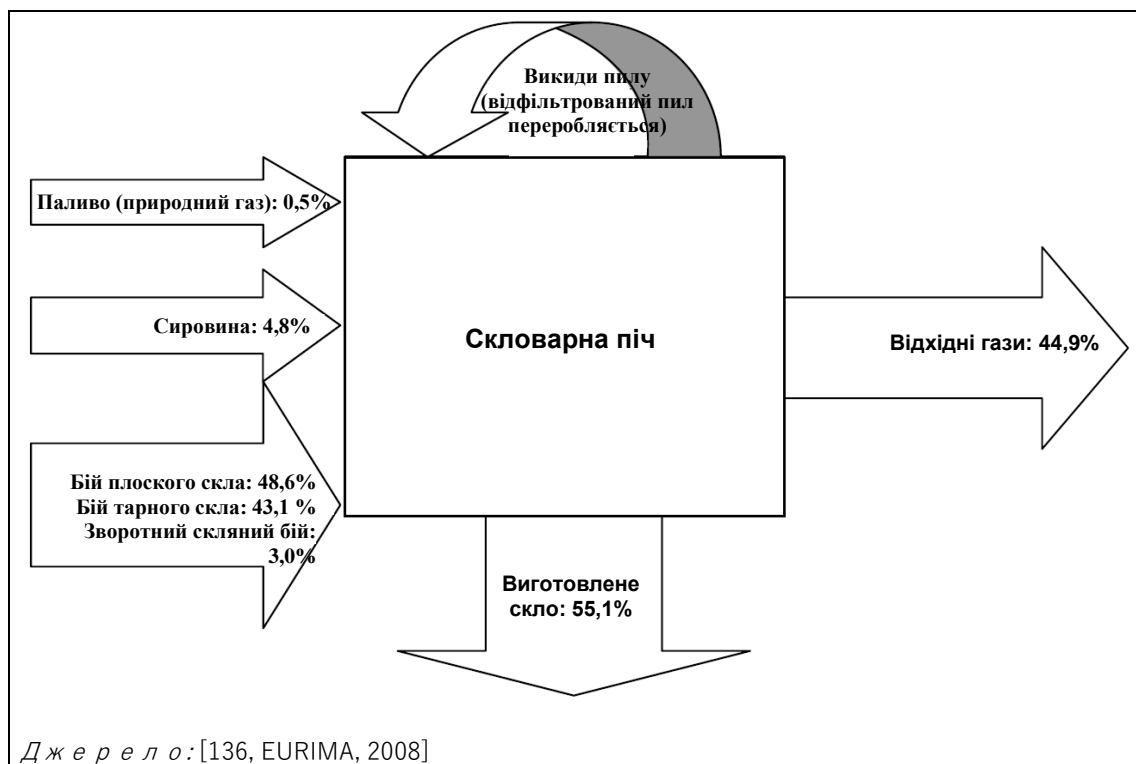 Викиди пилу
(відфільтрований пил
переробляється)
Паливо (природний газ): 0,5%
Сировина: 4,8%
Скловарна піч
Відхідні гази: 44,9%
Бій плоского скла: 48,6%
Бій тарного скла: 43,1 %
Зворотний скляний бій:
3,0%
Виготовлене
скло: 55,1%
Джерело: [136, EURIMA, 2008]